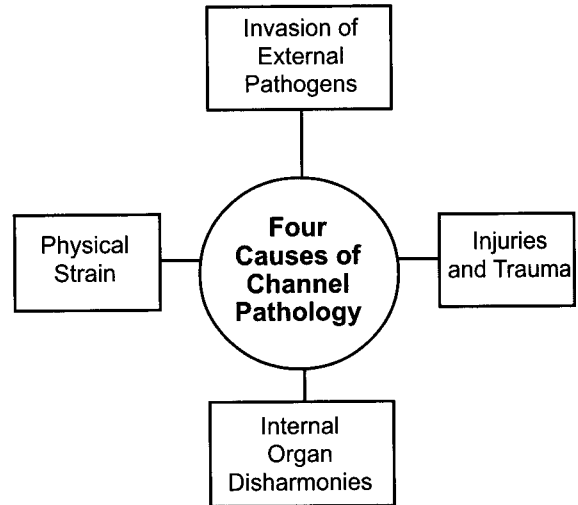 Invasion of
External
Pathogens
Physical
Strain
Four
Causes of
Channel
Pathology
Injuries
and Trauma
Internal
Organ
Disharmonies